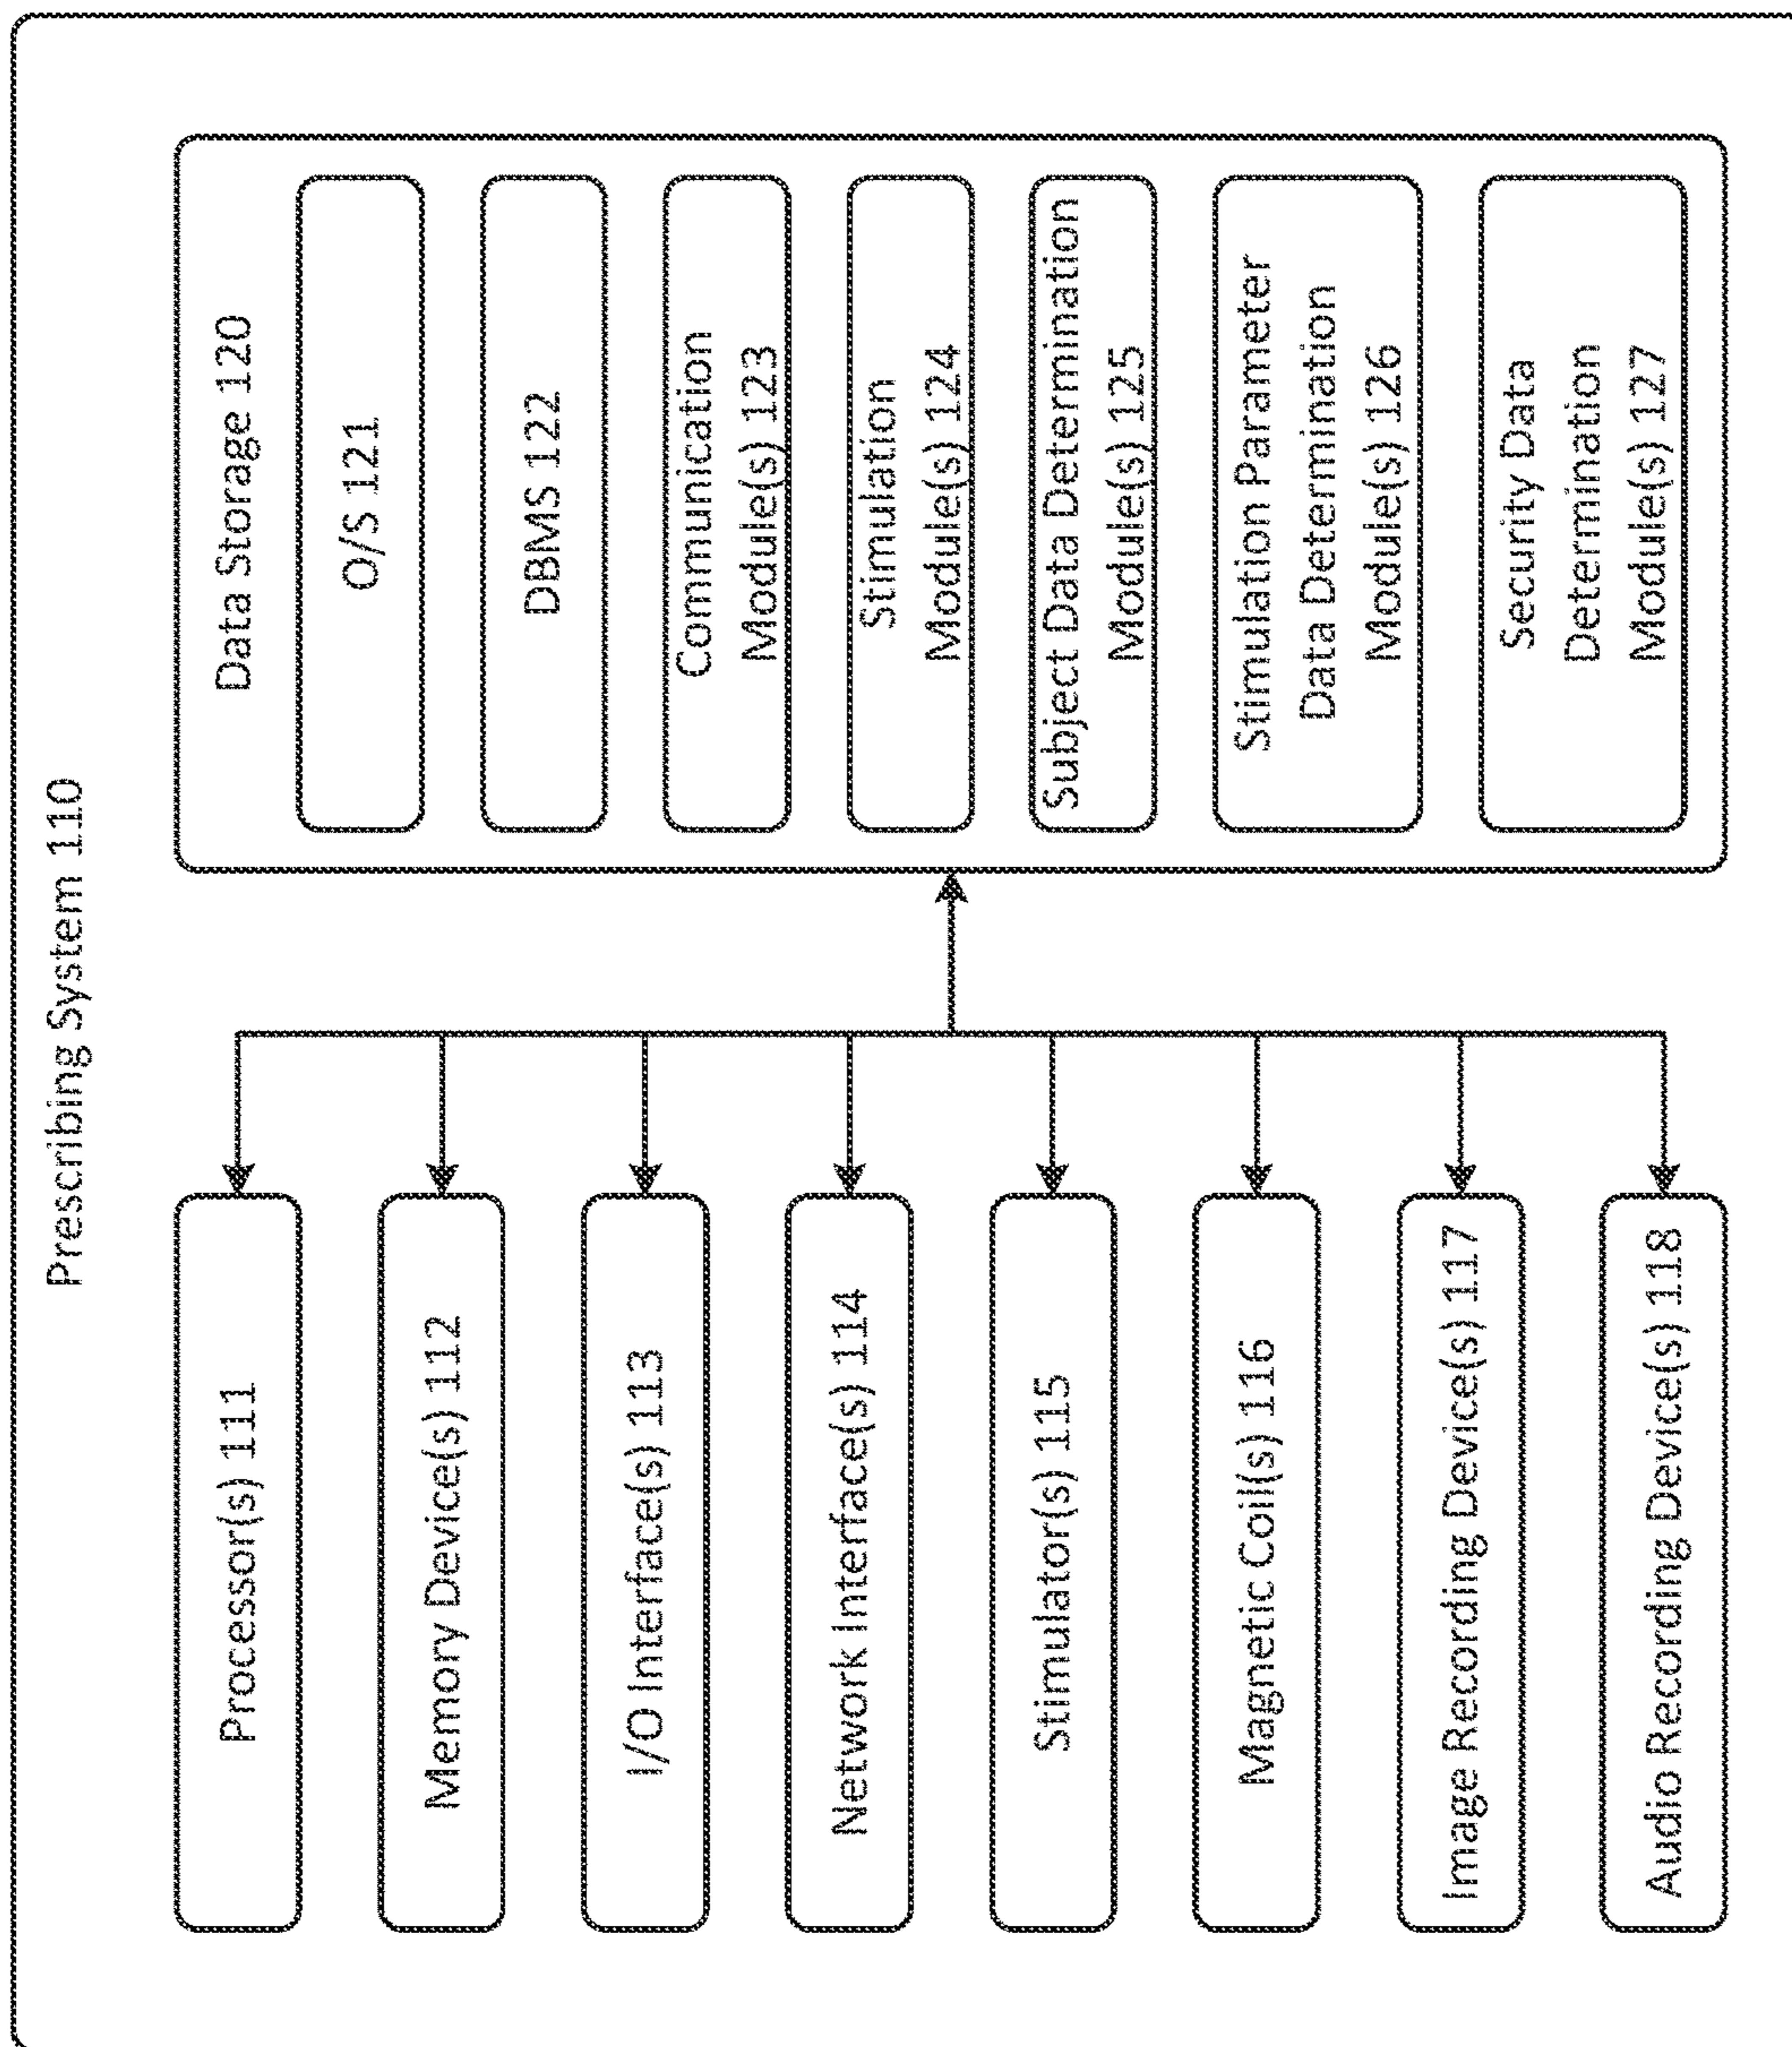 Prescribing System 110
Processor(s) 111
Memory Device(s) 112
I/O Interface(s) 113
Network Interface(s) 114
Stimulator(s) 115
Magnetic Coil(s) 116
Image Recording Device(s) 117
Audio Recording Device(s) 118
Data Storage 120
O/S 121
DBMS 122
Communication
Module(s) 123
Stimulation
Module(s) 124
Subject Data Determination
Module(s) 125
Stimulation Parameter
Data Determination
Module(s) 126
Security Data
Determination
Module(s) 127